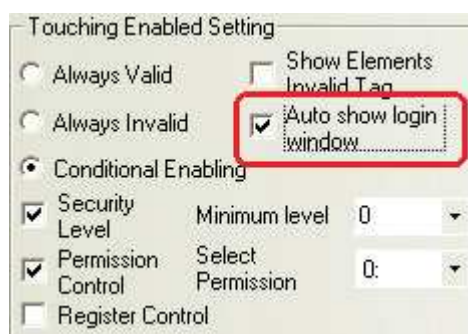 Touching Enabled Setting
Always Valid
Show Elements
Invalid Tag
Always Invalid
Auto show login
window
Conditional Enabling
Security
Level
Minimum level
0
Permission
Control
Select
Permission
0:
Register Control